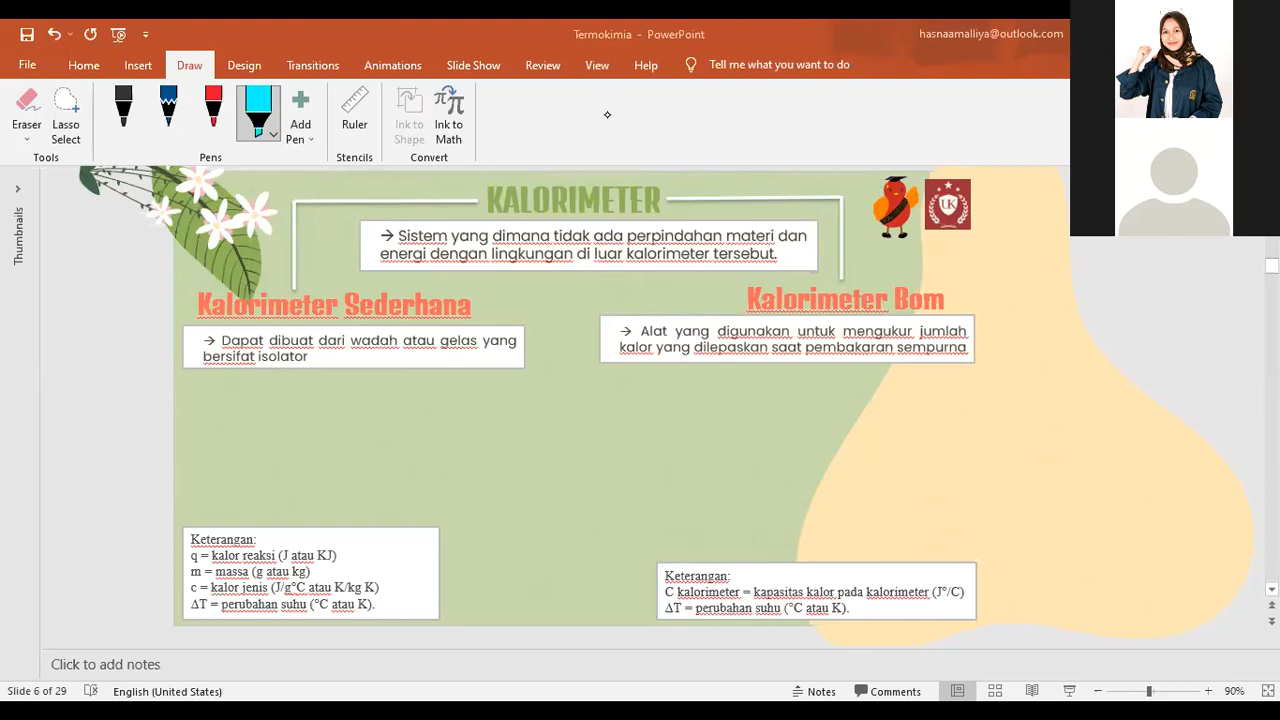 Termokimia - PowerPoint
hasnaamalliya@outlook.com
File Home Insert Draw Design Transitions Animations Slide Show Review View Help Tell me what you want to do
Eraser
Lasso
Select
Add
Pen
Ruler
Ink to
Shape
Ink to
Math
Tools
Pens
Stencils
Convert
Thumbnails
KALORIMETER
UK
→ Sistem yang dimana tidak ada perpindahan materi dan
energi dengan lingkungan di luar kalorimeter tersebut.
Kalorimeter Sederhana
→ Dapat dibuat dari wadah atau gelas yang
bersifat isolator
Kalorimeter Bom
→ Alat yang digunakan untuk mengukur jumlah
kalor yang dilepaskan saat pembakaran sempurna
Keterangan:
q = kalor reaksi (J atau KJ)
m = massa (g atau kg)
c = kalor jenis (J/g°C atau K/kg K)
ΔT = perubahan suhu (°C atau K).
Keterangan:
C kalorimeter = kapasitas kalor pada kalorimeter (J°/C)
ΔT = perubahan suhu (°C atau K).
Click to add notes
Slide 6 of 29
English (United States)
Notes
Comments
90%